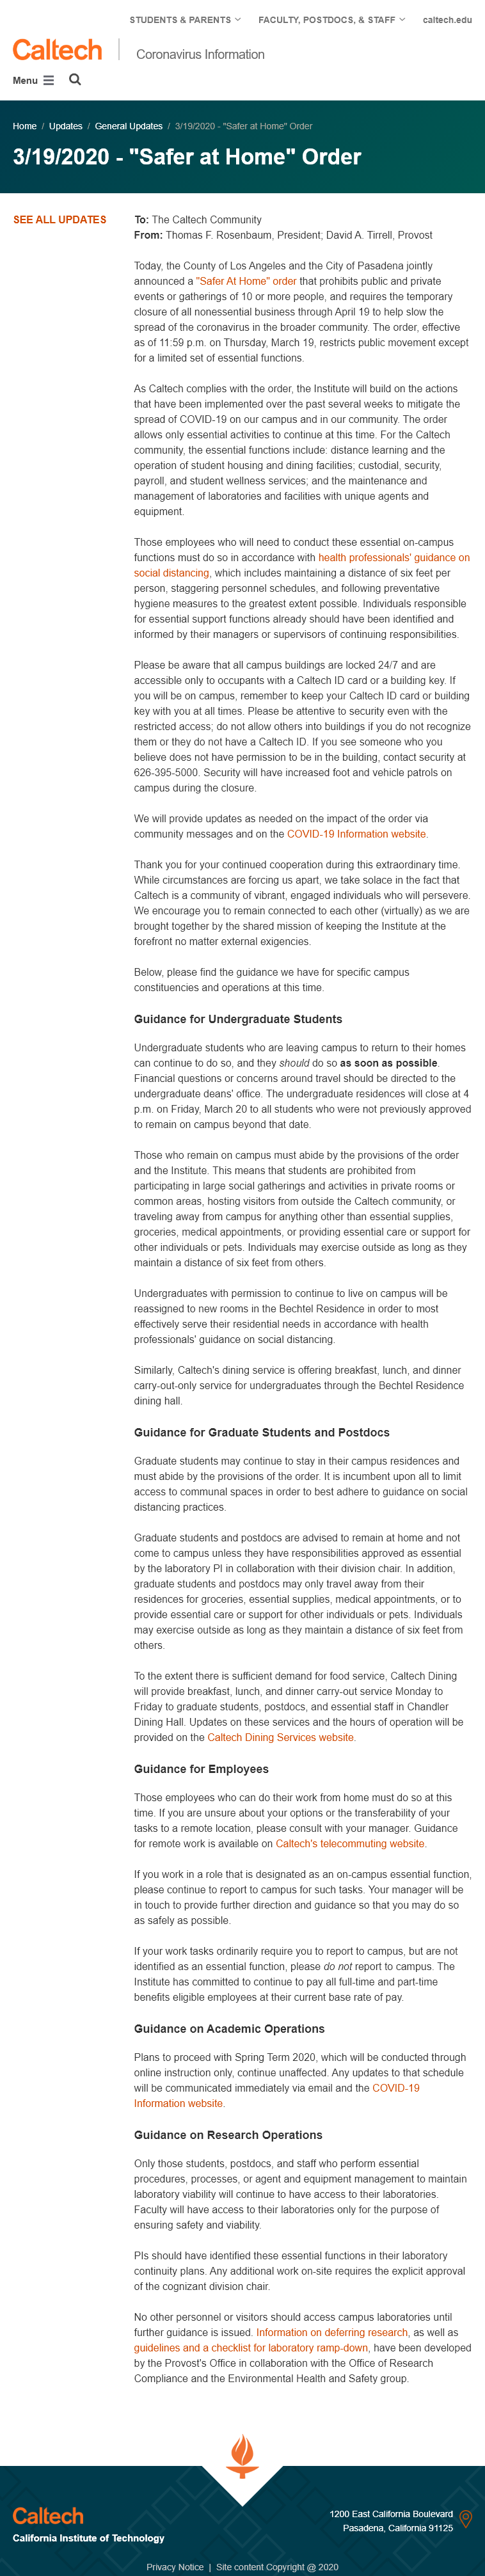 STUDENTS & PARENTS FACULTY, POSTDOCS, & STAFF caltech.edu
Caltech Coronavirus Information
Menu
Home / Updates / General Updates / 3/19/2020 - "Safer at Home" Order
3/19/2020 - "Safer at Home" Order
SEE ALL UPDATES
To: The Caltech Community
From: Thomas F. Rosenbaum, President; David A. Tirrell, Provost
Today, the County of Los Angeles and the City of Pasadena jointly
announced a "Safer At Home" order that prohibits public and private
events or gatherings of 10 or more people, and requires the temporary
closure of all nonessential business through April 19 to help slow the
spread of the coronavirus in the broader community. The order, effective
as of 11:59 p.m. on Thursday, March 19, restricts public movement except
for a limited set of essential functions.
As Caltech complies with the order, the Institute will build on the actions
that have been implemented over the past several weeks to mitigate the
spread of COVID-19 on our campus and in our community. The order
allows only essential activities to continue at this time. For the Caltech
community, the essential functions include: distance learning and the
operation of student housing and dining facilities; custodial, security,
payroll, and student wellness services; and the maintenance and
management of laboratories and facilities with unique agents and
equipment.
Those employees who will need to conduct these essential on-campus
functions must do so in accordance with health professionals' guidance on
social distancing, which includes maintaining a distance of six feet per
person, staggering personnel schedules, and following preventative
hygiene measures to the greatest extent possible. Individuals responsible
for essential support functions already should have been identified and
informed by their managers or supervisors of continuing responsibilities.
Please be aware that all campus buildings are locked 24/7 and are
accessible only to occupants with a Caltech ID card or a building key. If
you will be on campus, remember to keep your Caltech ID card or building
key with you at all times. Please be attentive to security even with the
restricted access; do not allow others into buildings if you do not recognize
them or they do not have a Caltech ID. If you see someone who you
believe does not have permission to be in the building, contact security at
626-395-5000. Security will have increased foot and vehicle patrols on
campus during the closure.
We will provide updates as needed on the impact of the order via
community messages and on the COVID-19 Information website.
Thank you for your continued cooperation during this extraordinary time.
While circumstances are forcing us apart, we take solace in the fact that
Caltech is a community of vibrant, engaged individuals who will persevere.
We encourage you to remain connected to each other (virtually) as we are
brought together by the shared mission of keeping the Institute at the
forefront no matter external exigencies.
Below, please find the guidance we have for specific campus
constituencies and operations at this time.
Guidance for Undergraduate Students
Undergraduate students who are leaving campus to return to their homes
can continue to do so, and they should do so as soon as possible.
Financial questions or concerns around travel should be directed to the
undergraduate deans' office. The undergraduate residences will close at 4
p.m. on Friday, March 20 to all students who were not previously approved
to remain on campus beyond that date.
Those who remain on campus must abide by the provisions of the order
and the Institute. This means that students are prohibited from
participating in large social gatherings and activities in private rooms or
common areas, hosting visitors from outside the Caltech community, or
traveling away from campus for anything other than essential supplies,
groceries, medical appointments, or providing essential care or support for
other individuals or pets. Individuals may exercise outside as long as they
maintain a distance of six feet from others.
Undergraduates with permission to continue to live on campus will be
reassigned to new rooms in the Bechtel Residence in order to most
effectively serve their residential needs in accordance with health
professionals' guidance on social distancing.
Similarly, Caltech's dining service is offering breakfast, lunch, and dinner
carry-out-only service for undergraduates through the Bechtel Residence
dining hall.
Guidance for Graduate Students and Postdocs
Graduate students may continue to stay in their campus residences and
must abide by the provisions of the order. It is incumbent upon all to limit
access to communal spaces in order to best adhere to guidance on social
distancing practices.
Graduate students and postdocs are advised to remain at home and not
come to campus unless they have responsibilities approved as essential
by the laboratory PI in collaboration with their division chair. In addition,
graduate students and postdocs may only travel away from their
residences for groceries, essential supplies, medical appointments, or to
provide essential care or support for other individuals or pets. Individuals
may exercise outside as long as they maintain a distance of six feet from
others.
To the extent there is sufficient demand for food service, Caltech Dining
will provide breakfast, lunch, and dinner carry-out service Monday to
Friday to graduate students, postdocs, and essential staff in Chandler
Dining Hall. Updates on these services and the hours of operation will be
provided on the Caltech Dining Services website.
Guidance for Employees
Those employees who can do their work from home must do so at this
time. If you are unsure about your options or the transferability of your
tasks to a remote location, please consult with your manager. Guidance
for remote work is available on Caltech's telecommuting website.
If you work in a role that is designated as an on-campus essential function,
please continue to report to campus for such tasks. Your manager will be
in touch to provide further direction and guidance so that you may do so
as safely as possible.
If your work tasks ordinarily require you to report to campus, but are not
identified as an essential function, please do not report to campus. The
Institute has committed to continue to pay all full-time and part-time
benefits eligible employees at their current base rate of pay.
Guidance on Academic Operations
Plans to proceed with Spring Term 2020, which will be conducted through
online instruction only, continue unaffected. Any updates to that schedule
will be communicated immediately via email and the COVID-19
Information website.
Guidance on Research Operations
Only those students, postdocs, and staff who perform essential
procedures, processes, or agent and equipment management to maintain
laboratory viability will continue to have access to their laboratories.
Faculty will have access to their laboratories only for the purpose of
ensuring safety and viability.
PIs should have identified these essential functions in their laboratory
continuity plans. Any additional work on-site requires the explicit approval
of the cognizant division chair.
No other personnel or visitors should access campus laboratories until
further guidance is issued. Information on deferring research, as well as
guidelines and a checklist for laboratory ramp-down, have been developed
by the Provost's Office in collaboration with the Office of Research
Compliance and the Environmental Health and Safety group.
Caltech
California Institute of Technology
1200 East California Boulevard
Pasadena, California 91125
Privacy Notice | Site content Copyright @ 2020